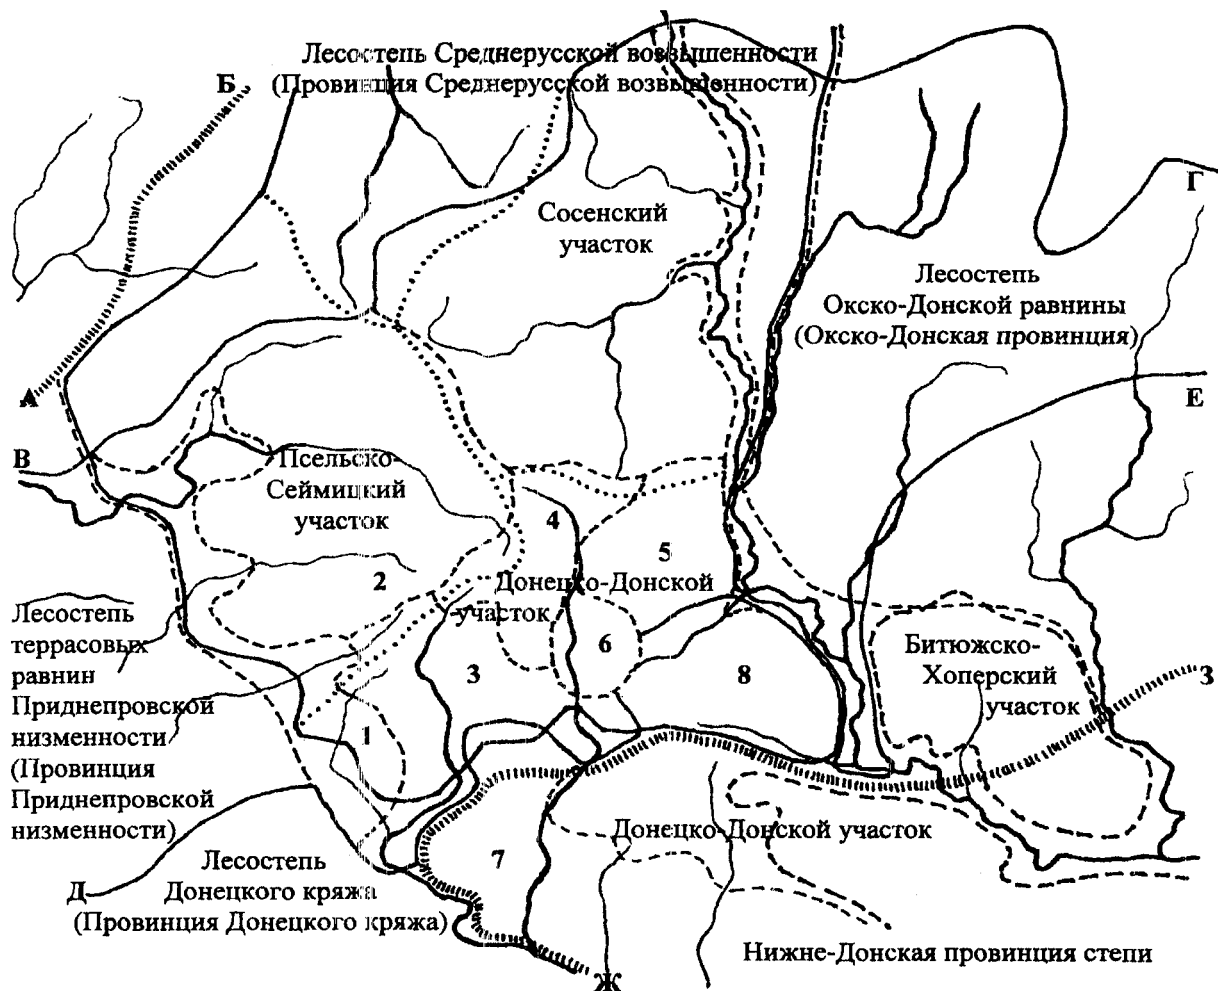 Лесостепь Среднерусской возвышенности
(Провинция Среднерусской возвышенности)
Б
Г
Сосенский
участок
Лесостепь
Окско-Донской равнины
(Окско-Донская провинция)
А
Е
В
Псельско-
Сеймицкий
участок
4
5
2
Донецко-Донской
участок
Лесостепь
террасовых
равнин
Приднепровской
низменности
(Провинция
Приднепровской
низменности)
6
3
8
1
Битюжско-
Хоперский
участок
З
7
Донецко-Донской участок
Лесостепь
Донецкого кряжа
(Провинция Донецкого кряжа)
Д
Нижне-Донская провинция степи
Ж